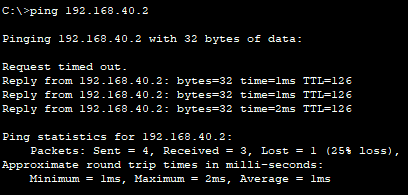 C:\>ping 192.168.40.2
Pinging 192.168.40.2 with 32 bytes of data:
Request timed out.
Reply from 192.168.40.2: bytes=32 time=1ms TTL=126
Reply from 192.168.40.2: bytes=32 time=1ms TTL=126
Reply from 192.168.40.2: bytes=32 time=2ms TTL=126
Ping statistics for 192.168.40.2:
    Packets: Sent = 4, Received = 3, Lost = 1 (25% loss),
Approximate round trip times in milli-seconds:
    Minimum = 1ms, Maximum = 2ms, Average = 1ms